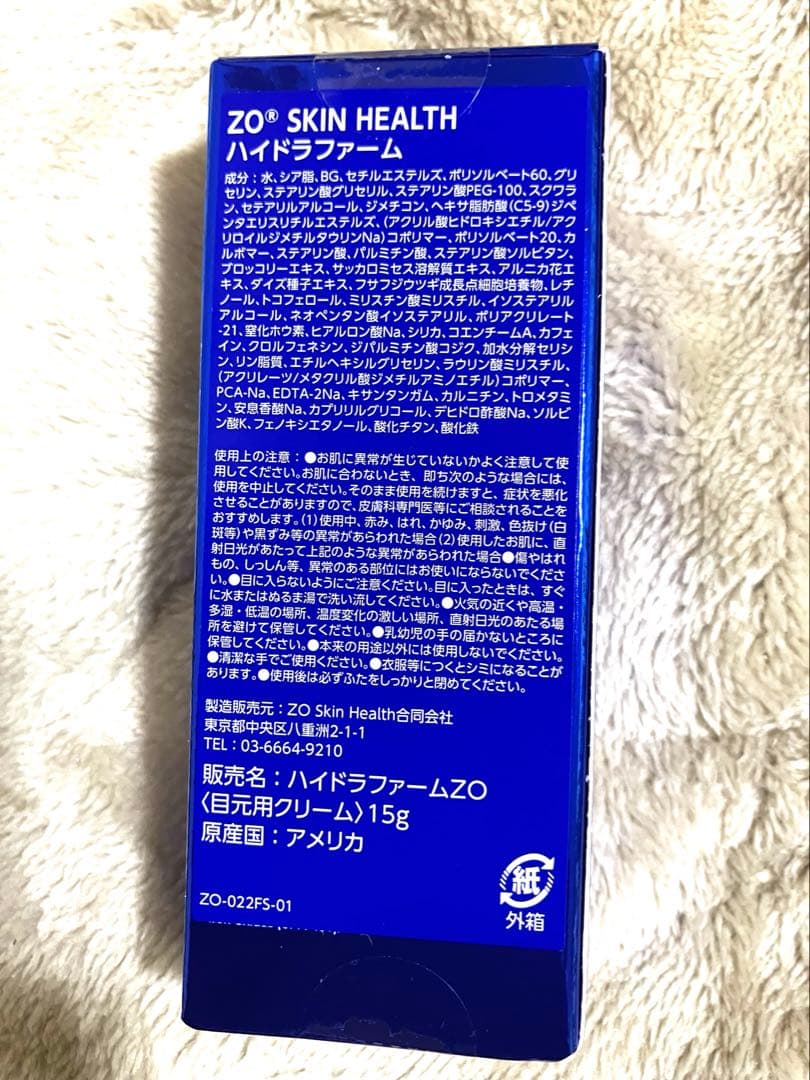 ZO® SKIN HEALTH
ハイドラファーム
成分：水、シア脂、BG、セチルエステルズ、ポリソルベート60、グリ
セリン、ステアリン酸グリセリル、ステアリン酸PEG-100、スクワラ
ン、セテアリルアルコール、ジメチコン、ヘキサ脂肪酸(C5-9)ジペ
ンタエリスリチルエステルズ、(アクリル酸ヒドロキシエチル/アク
リロイルジメチルタウリンNa)コポリマー、ポリソルベート20、カ
ルボマー、ステアリン酸、パルミチン酸、ステアリン酸ソルビタン、
ブロッコリーエキス、サッカロミセス溶解質エキス、アルニカ花エ
キス、ダイズ種子エキス、フサフジウツギ成長点細胞培養物、レチ
ノール、トコフェロール、ミリスチン酸ミリスチル、イソステアリル
アルコール、ネオペンタン酸イソステアリル、ポリアクリレート
-21、窒化ホウ素、ヒアルロン酸Na、シリカ、コエンチームA、カフェ
イン、クロルフェネシン、ジパルミチン酸コジク、加水分解セリシ
ン、リン脂質、エチルヘキシルグリセリン、ラウリン酸ミリスチル、
(アクリレーツ/メタクリル酸ジメチルアミノエチル)コポリマー、
PCA-Na、EDTA-2Na、キサンタンガム、カルニチン、トロメタミ
ン、安息香酸Na、カプリリルグリコール、デヒドロ酢酸Na、ソルビ
ン酸K、フェノキシエタノール、酸化チタン、酸化鉄
使用上の注意：●お肌に異常が生じていないかよく注意して使
用してください。お肌に合わないとき、即ち次のような場合には、
使用を中止してください。そのまま使用を続けますと、症状を悪化
させることがありますので、皮膚科専門医等にご相談されることを
おすすめします。(1)使用中、赤み、はれ、かゆみ、刺激、色抜け(白
斑等)や黒ずみ等の異常があらわれた場合(2)使用したお肌に、直
射日光があたって上記のような異常があらわれた場合●傷やはれ
もの、しっしん等、異常のある部位にはお使いにならないでくださ
い。●目に入らないようにご注意ください。目に入ったときは、すぐ
に水またはぬるま湯で洗い流してください。●火気の近くや高温・
多湿・低温の場所、温度変化の激しい場所、直射日光のあたる場
所を避けて保管してください。●乳幼児の手の届かないところに
保管してください。●本来の用途以外には使用しないでください。
●清潔な手でご使用ください。●衣服等につくとシミになることが
あります。●使用後は必ずふたをしっかりと閉めてください。
製造販売元：ZO Skin Health合同会社
東京都中央区八重洲2-1-1
TEL：03-6664-9210
販売名：ハイドラファームZO
〈目元用クリーム〉15g
原産国：アメリカ
紙
外箱
ZO-022FS-01